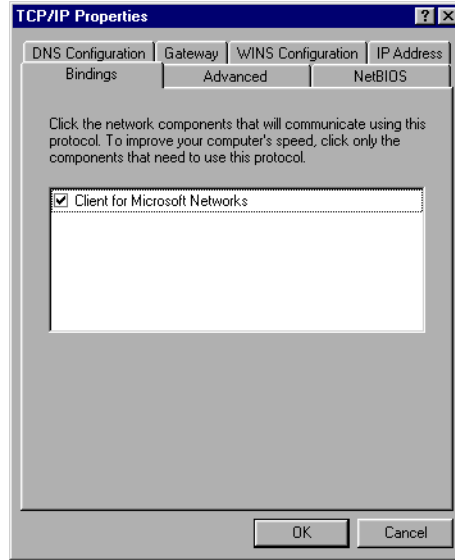 TCP/IP Properties
DNS Configuration Gateway WINS Configuration IP Address
Bindings Advanced NetBIOS
Click the network components that will communicate using this
protocol. To improve your computer's speed, click only the
components that need to use this protocol.
Client for Microsoft Networks
OK Cancel